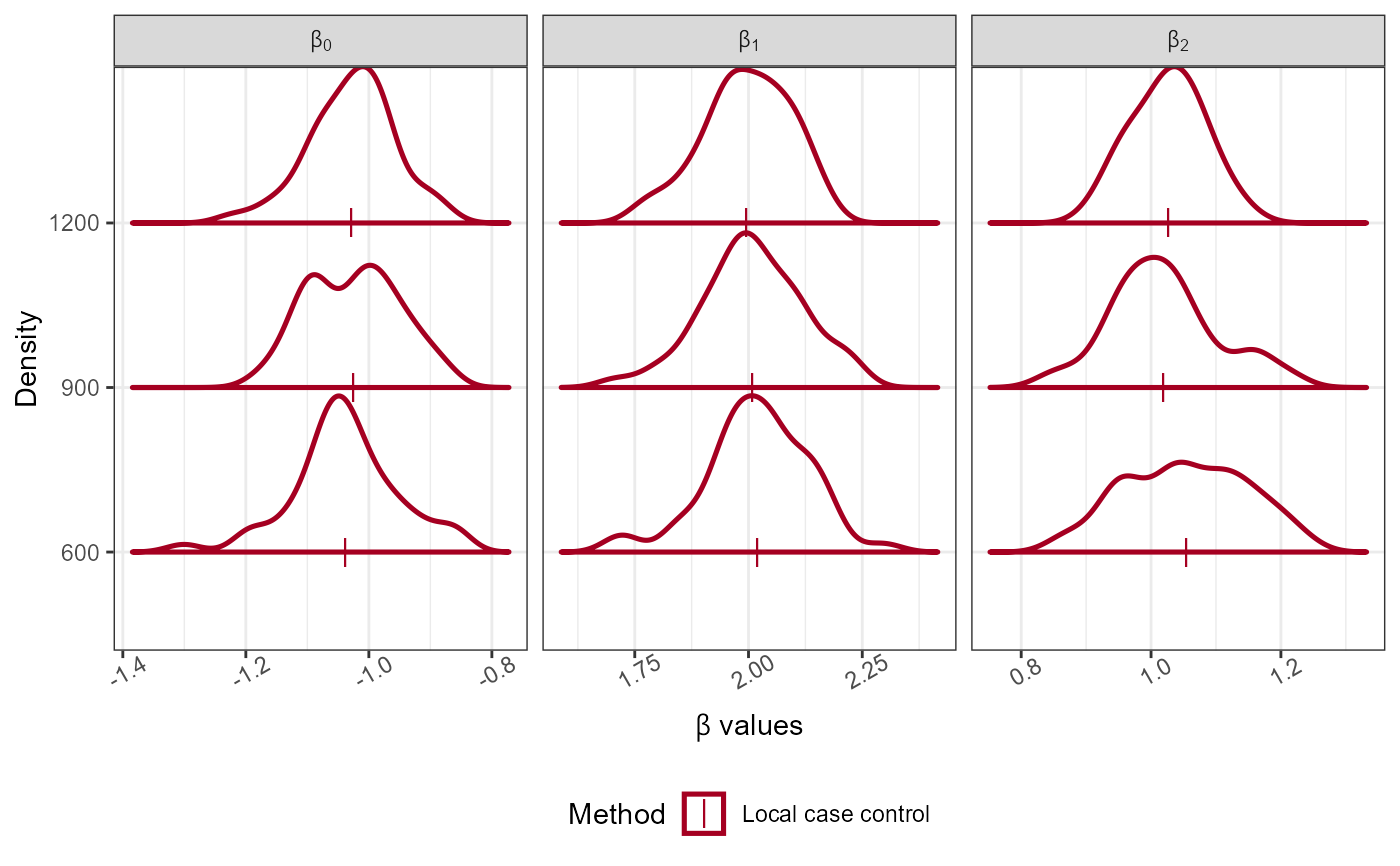 β₀ β₁ β₂
Density
1200
900
600
-1.4 -1.2 -1.0 -0.8 1.75 2.00 2.25 0.8 1.0 1.2
β values
Method Local case control